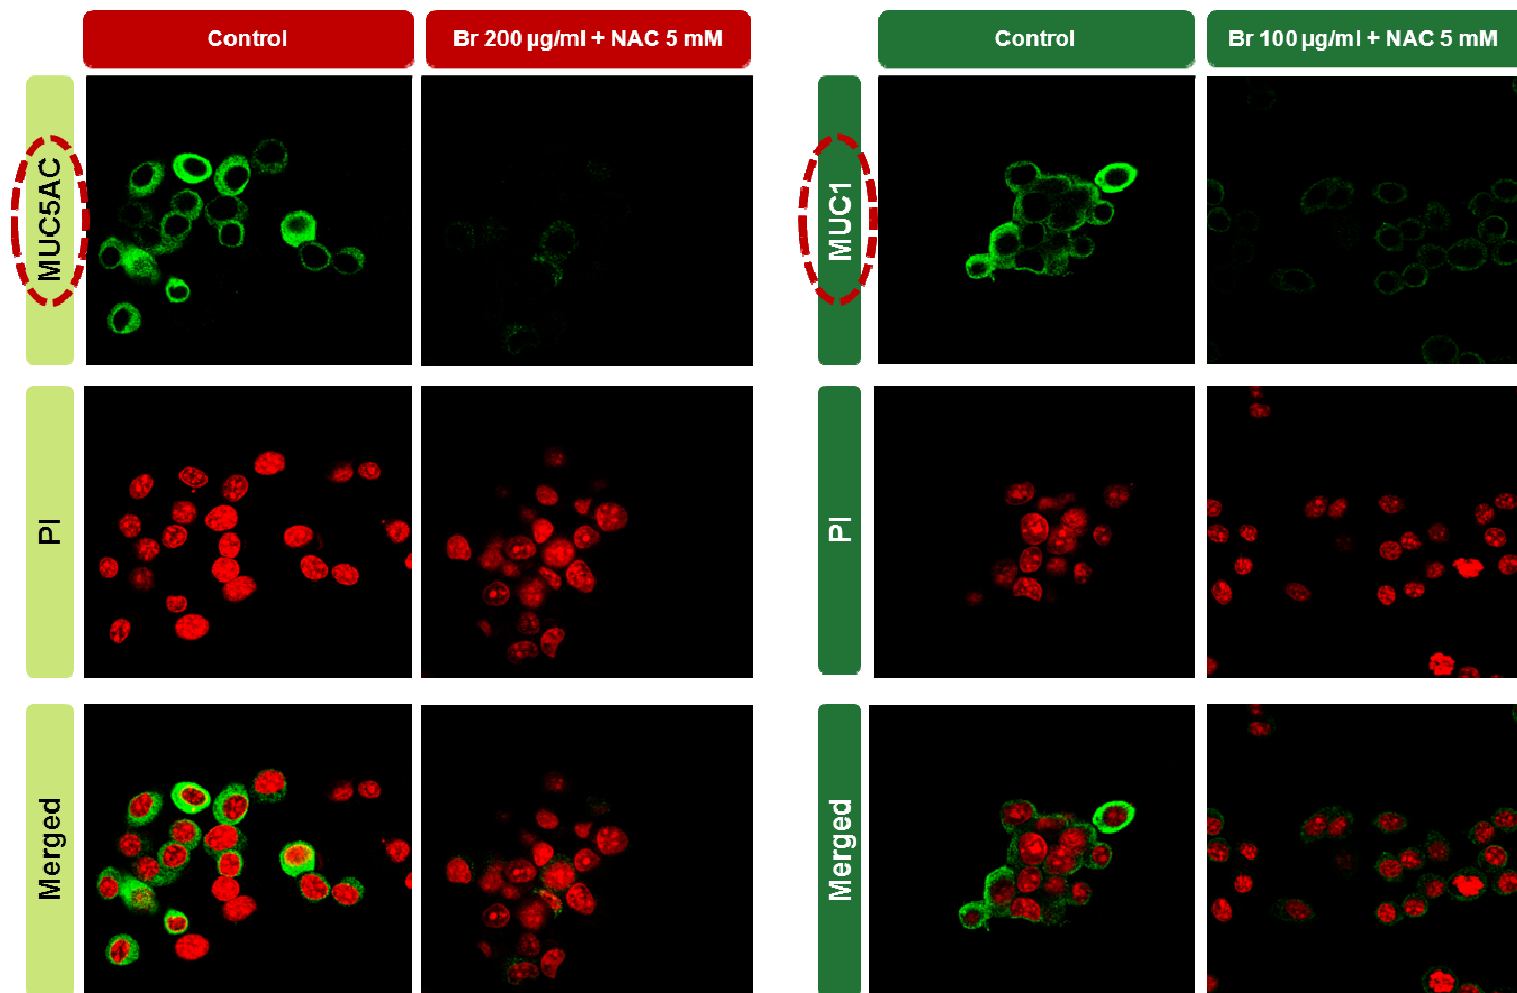 Control
Br 200 µg/ml + NAC 5 mM
Control
Br 100 µg/ml + NAC 5 mM
MUC5AC
MUC1
PI
PI
Merged
Merged